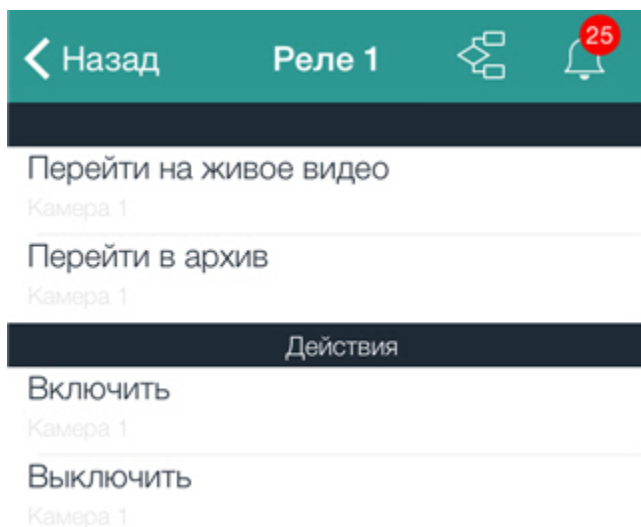 Назад
Реле 1
25
Перейти на живое видео
Камера 1
Перейти в архив
Камера 1
Действия
Включить
Камера 1
Выключить
Камера 1